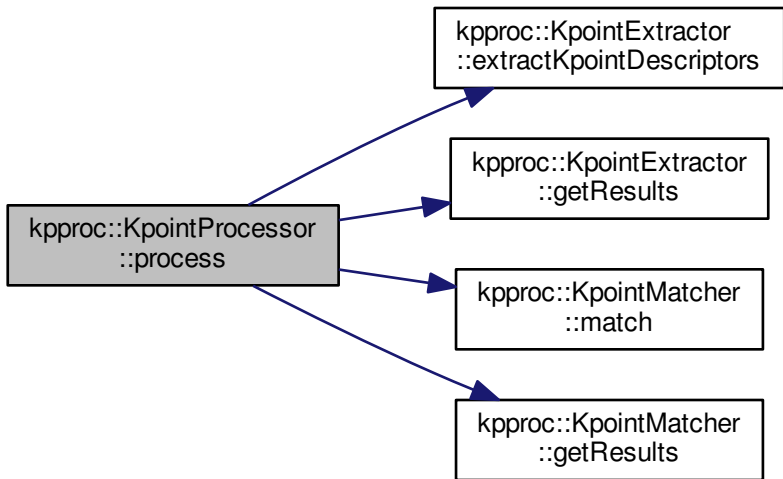 kpproc::KpointExtractor
::extractKpointDescriptors
kpproc::KpointExtractor
::getResults
kpproc::KpointProcessor
::process
kpproc::KpointMatcher
::match
kpproc::KpointMatcher
::getResults